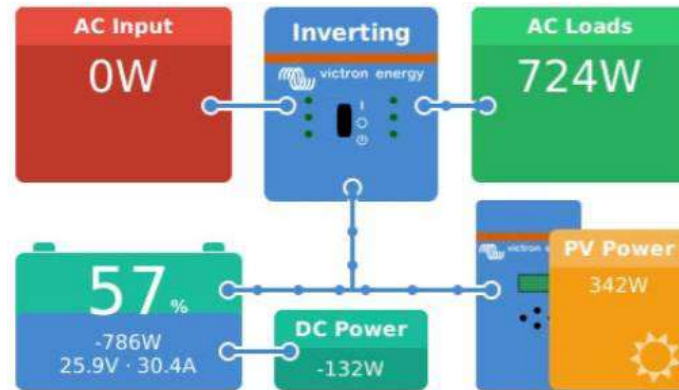 AC Input
0W
Inverting
victron energy
AC Loads
724W
57%
-786W
25.9V · 30.4A
DC Power
-132W
victron
PV Power
342W